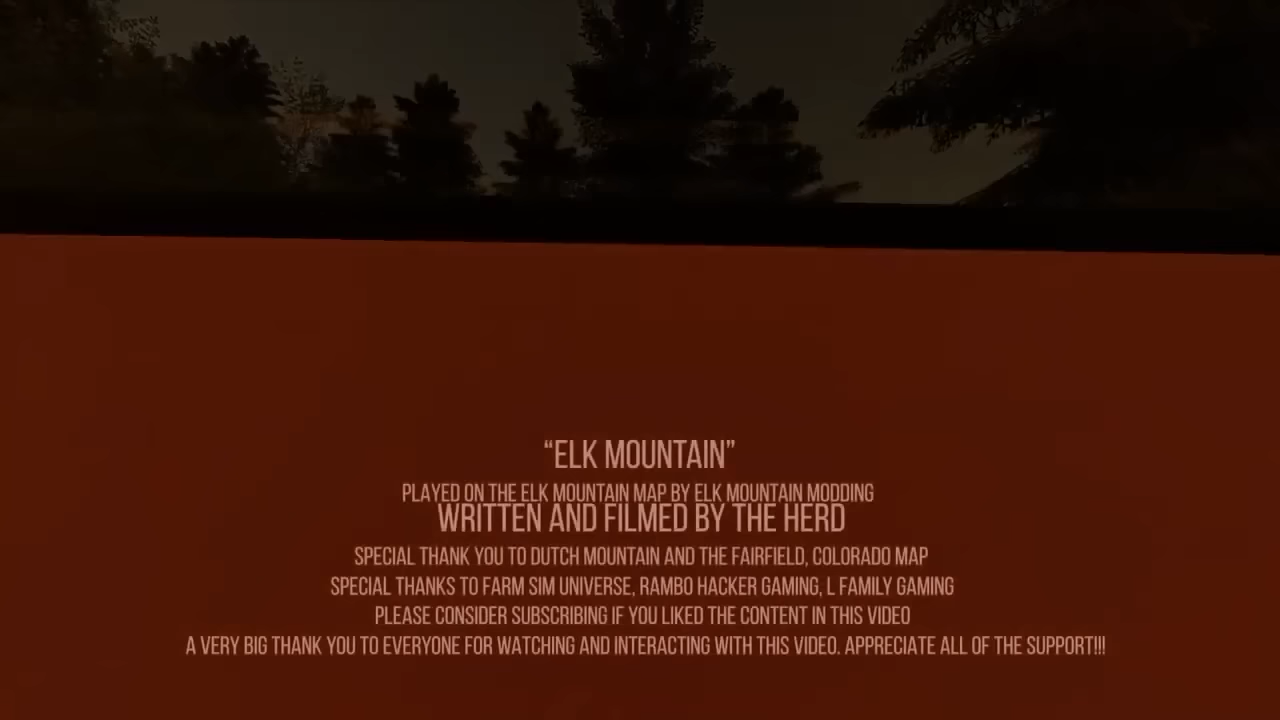 “ELK MOUNTAIN”
PLAYED ON THE ELK MOUNTAIN MAP BY ELK MOUNTAIN MODDING
WRITTEN AND FILMED BY THE HERD
SPECIAL THANK YOU TO DUTCH MOUNTAIN AND THE FAIRFIELD, COLORADO MAP
SPECIAL THANKS TO FARM SIM UNIVERSE, RAMBO HACKER GAMING, L FAMILY GAMING
PLEASE CONSIDER SUBSCRIBING IF YOU LIKED THE CONTENT IN THIS VIDEO
A VERY BIG THANK YOU TO EVERYONE FOR WATCHING AND INTERACTING WITH THIS VIDEO. APPRECIATE ALL OF THE SUPPORT!!!